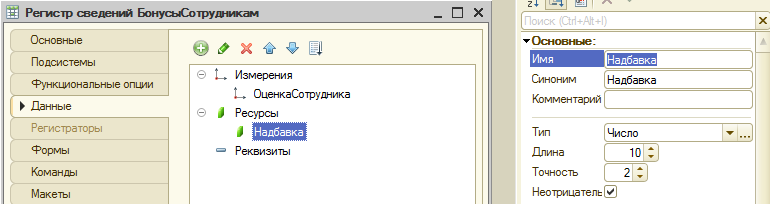 Регистр сведений БонусыСотрудникам
Основные
Подсистемы
Функциональные опции
Данные
Регистраторы
Формы
Команды
Макеты
Измерения
ОценкаСотрудника
Ресурсы
Надбавка
Реквизиты
Поиск (Ctrl+Alt+I)
Основные:
Имя Надбавка
Синоним Надбавка
Комментарий
Тип Число
Длина 10
Точность 2
Неотрицатель